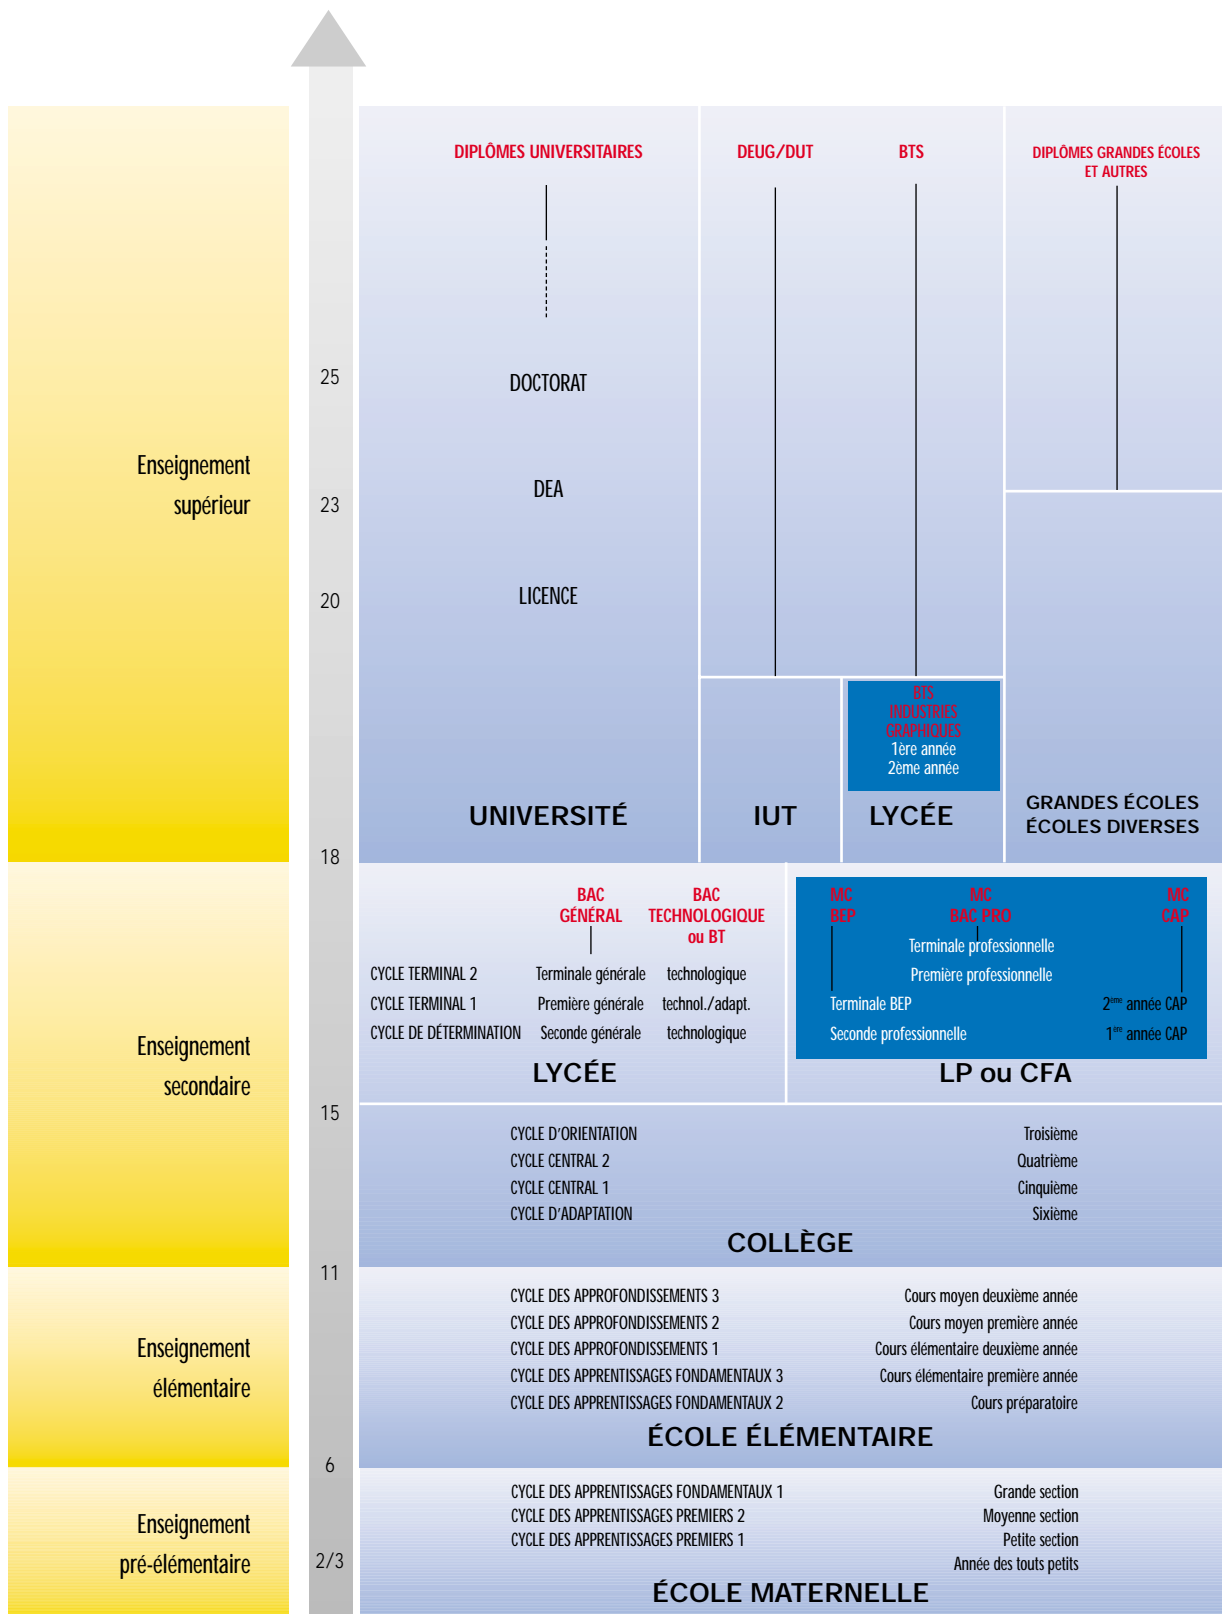 DIPLÔMES UNIVERSITAIRES
DEUG/DUT
BTS
DIPLÔMES GRANDES ÉCOLES
ET AUTRES
25
DOCTORAT
Enseignement
supérieur
DEA
23
20
LICENCE
BTS
INDUSTRIES
GRAPHIQUES
1ère année
2ème année
UNIVERSITÉ
IUT
LYCÉE
GRANDES ÉCOLES
ÉCOLES DIVERSES
18
BAC
GÉNÉRAL
BAC
TECHNOLOGIQUE
ou BT
MC
BEP
MC
BAC PRO
MC
CAP
Terminale professionnelle
CYCLE TERMINAL 2 Terminale générale technologique Première professionnelle
CYCLE TERMINAL 1 Première générale technol./adapt. Terminale BEP 2ème année CAP
CYCLE DE DÉTERMINATION Seconde générale technologique Seconde professionnelle 1ère année CAP
Enseignement
secondaire
LYCÉE
LP ou CFA
15
CYCLE D'ORIENTATION Troisième
CYCLE CENTRAL 2 Quatrième
CYCLE CENTRAL 1 Cinquième
CYCLE D'ADAPTATION Sixième
COLLÈGE
11
CYCLE DES APPROFONDISSEMENTS 3 Cours moyen deuxième année
CYCLE DES APPROFONDISSEMENTS 2 Cours moyen première année
CYCLE DES APPROFONDISSEMENTS 1 Cours élémentaire deuxième année
CYCLE DES APPRENTISSAGES FONDAMENTAUX 3 Cours élémentaire première année
CYCLE DES APPRENTISSAGES FONDAMENTAUX 2 Cours préparatoire
Enseignement
élémentaire
ÉCOLE ÉLÉMENTAIRE
6
CYCLE DES APPRENTISSAGES FONDAMENTAUX 1 Grande section
CYCLE DES APPRENTISSAGES PREMIERS 2 Moyenne section
CYCLE DES APPRENTISSAGES PREMIERS 1 Petite section
Année des touts petits
Enseignement
pré-élémentaire
2/3
ÉCOLE MATERNELLE